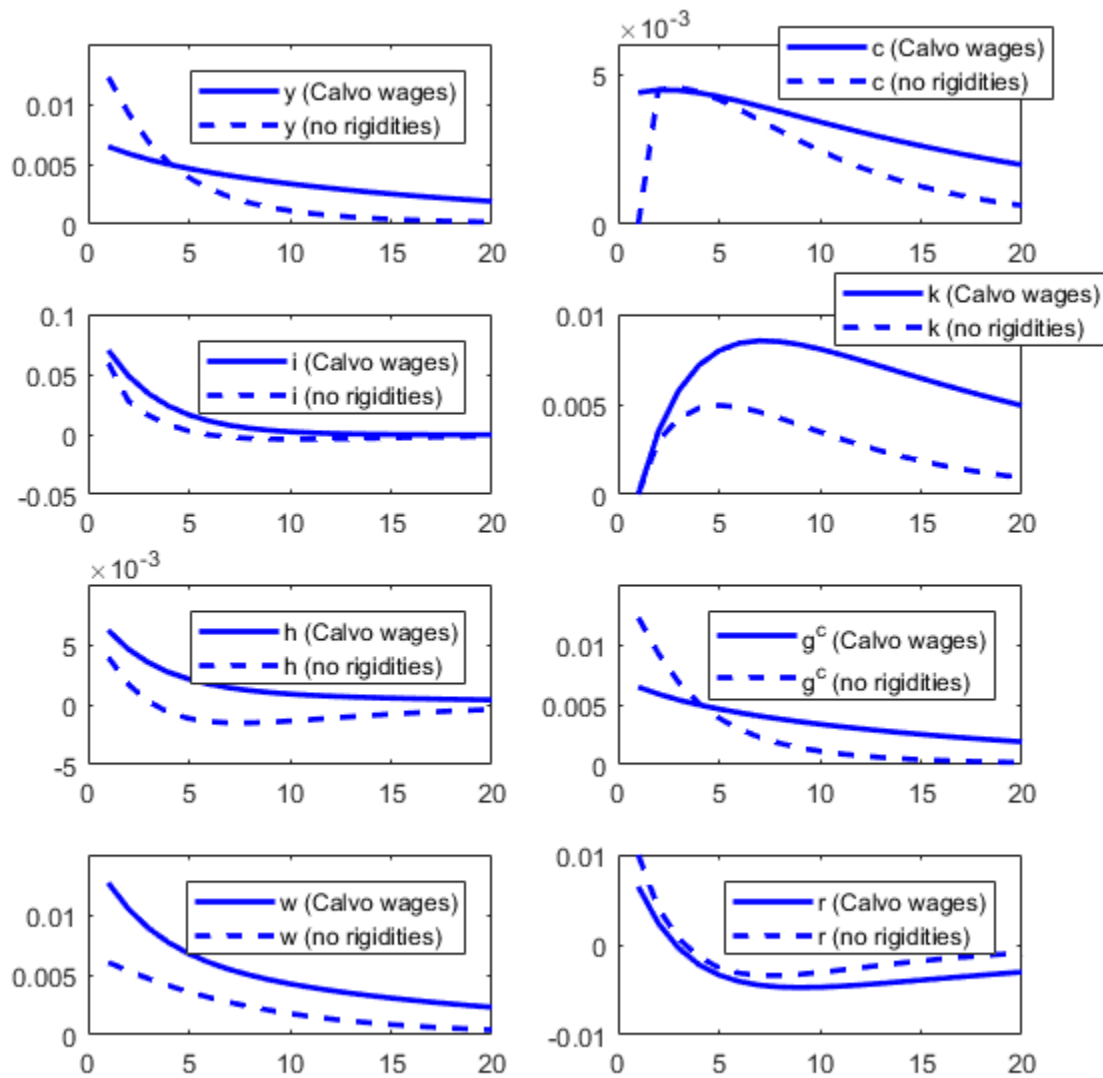 y (Calvo wages)
y (no rigidities)
0.01
0.005
0
0 5 10 15 20
× 10-3
c (Calvo wages)
c (no rigidities)
5
0
0 5 10 15 20
i (Calvo wages)
i (no rigidities)
0.1
0.05
0
-0.05
0 5 10 15 20
k (Calvo wages)
k (no rigidities)
0.01
0.005
0
0 5 10 15 20
× 10-3
h (Calvo wages)
h (no rigidities)
5
0
-5
0 5 10 15 20
gc (Calvo wages)
gc (no rigidities)
0.01
0.005
0
0 5 10 15 20
w (Calvo wages)
w (no rigidities)
0.01
0.005
0
0 5 10 15 20
r (Calvo wages)
r (no rigidities)
0.01
0
-0.01
0 5 10 15 20